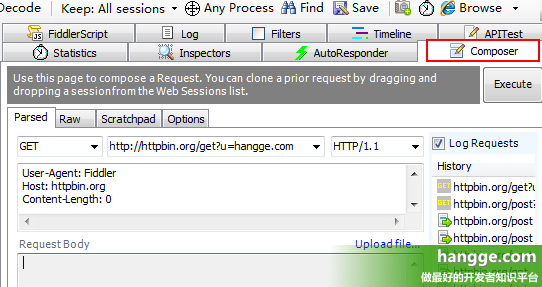 Decode Keep: All sessions Any Process Find Save Browse
FiddlerScript Log Filters Timeline APITest
Statistics Inspectors AutoResponder Composer
Use this page to compose a Request. You can clone a prior request by dragging and
dropping a session from the Web Sessions list.
Execute
Parsed Raw Scratchpad Options
GET http://httpbin.org/get?u=hangge.com HTTP/1.1
Log Requests
User-Agent: Fiddler
Host: httpbin.org
Content-Length: 0
History
httpbin.org/get?u
httpbin.org/post?
httpbin.org/post
httpbin.org/post
Request Body Upload file...
hangge.com
做最好的开发者知识平台